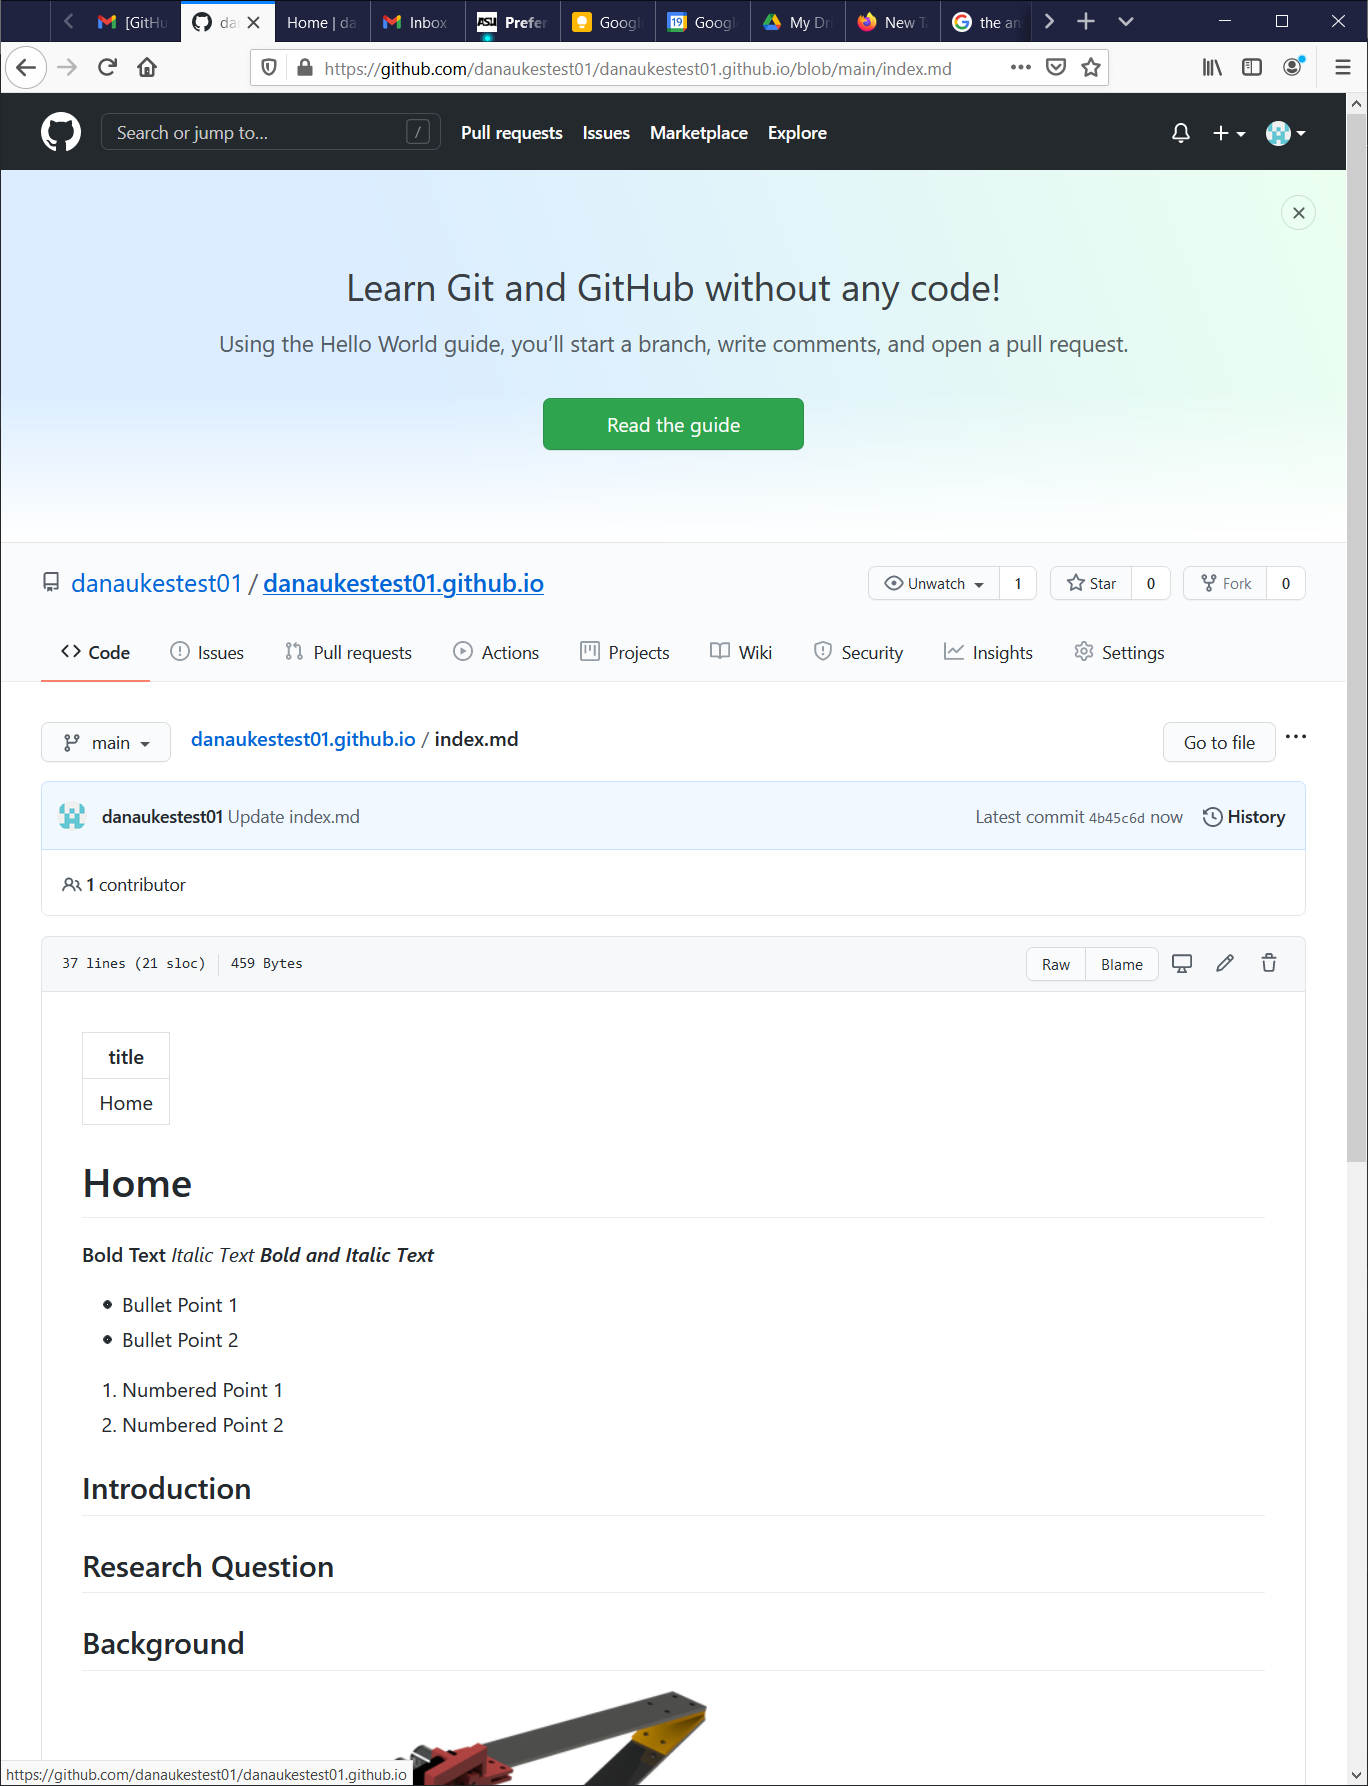 [GitHu
da
Home | da
Inbox
ASU Prefer
Google
19 Google
My Dri
New Ta
the an
https://github.com/danaukestest01/danaukestest01.github.io/blob/main/index.md
Search or jump to... /
Pull requests Issues Marketplace Explore
Learn Git and GitHub without any code!
Using the Hello World guide, you’ll start a branch, write comments, and open a pull request.
Read the guide
danaukestest01 / danaukestest01.github.io
Unwatch 1 Star 0 Fork 0
Code Issues Pull requests Actions Projects Wiki Security Insights Settings
main danaukestest01.github.io / index.md Go to file
danaukestest01 Update index.md Latest commit 4b45c6d now History
1 contributor
37 lines (21 sloc) 459 Bytes Raw Blame
title
Home
Home
Bold Text Italic Text Bold and Italic Text
Bullet Point 1
Bullet Point 2
1. Numbered Point 1
2. Numbered Point 2
Introduction
Research Question
Background
https://github.com/danaukestest01/danaukestest01.github.io